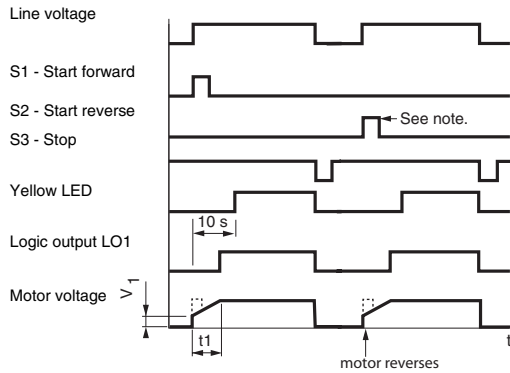 Line voltage
S1 - Start forward
S2 - Start reverse
See note.
S3 - Stop
Yellow LED
10 s
Logic output LO1
Motor voltage
V 1
t1
t
motor reverses